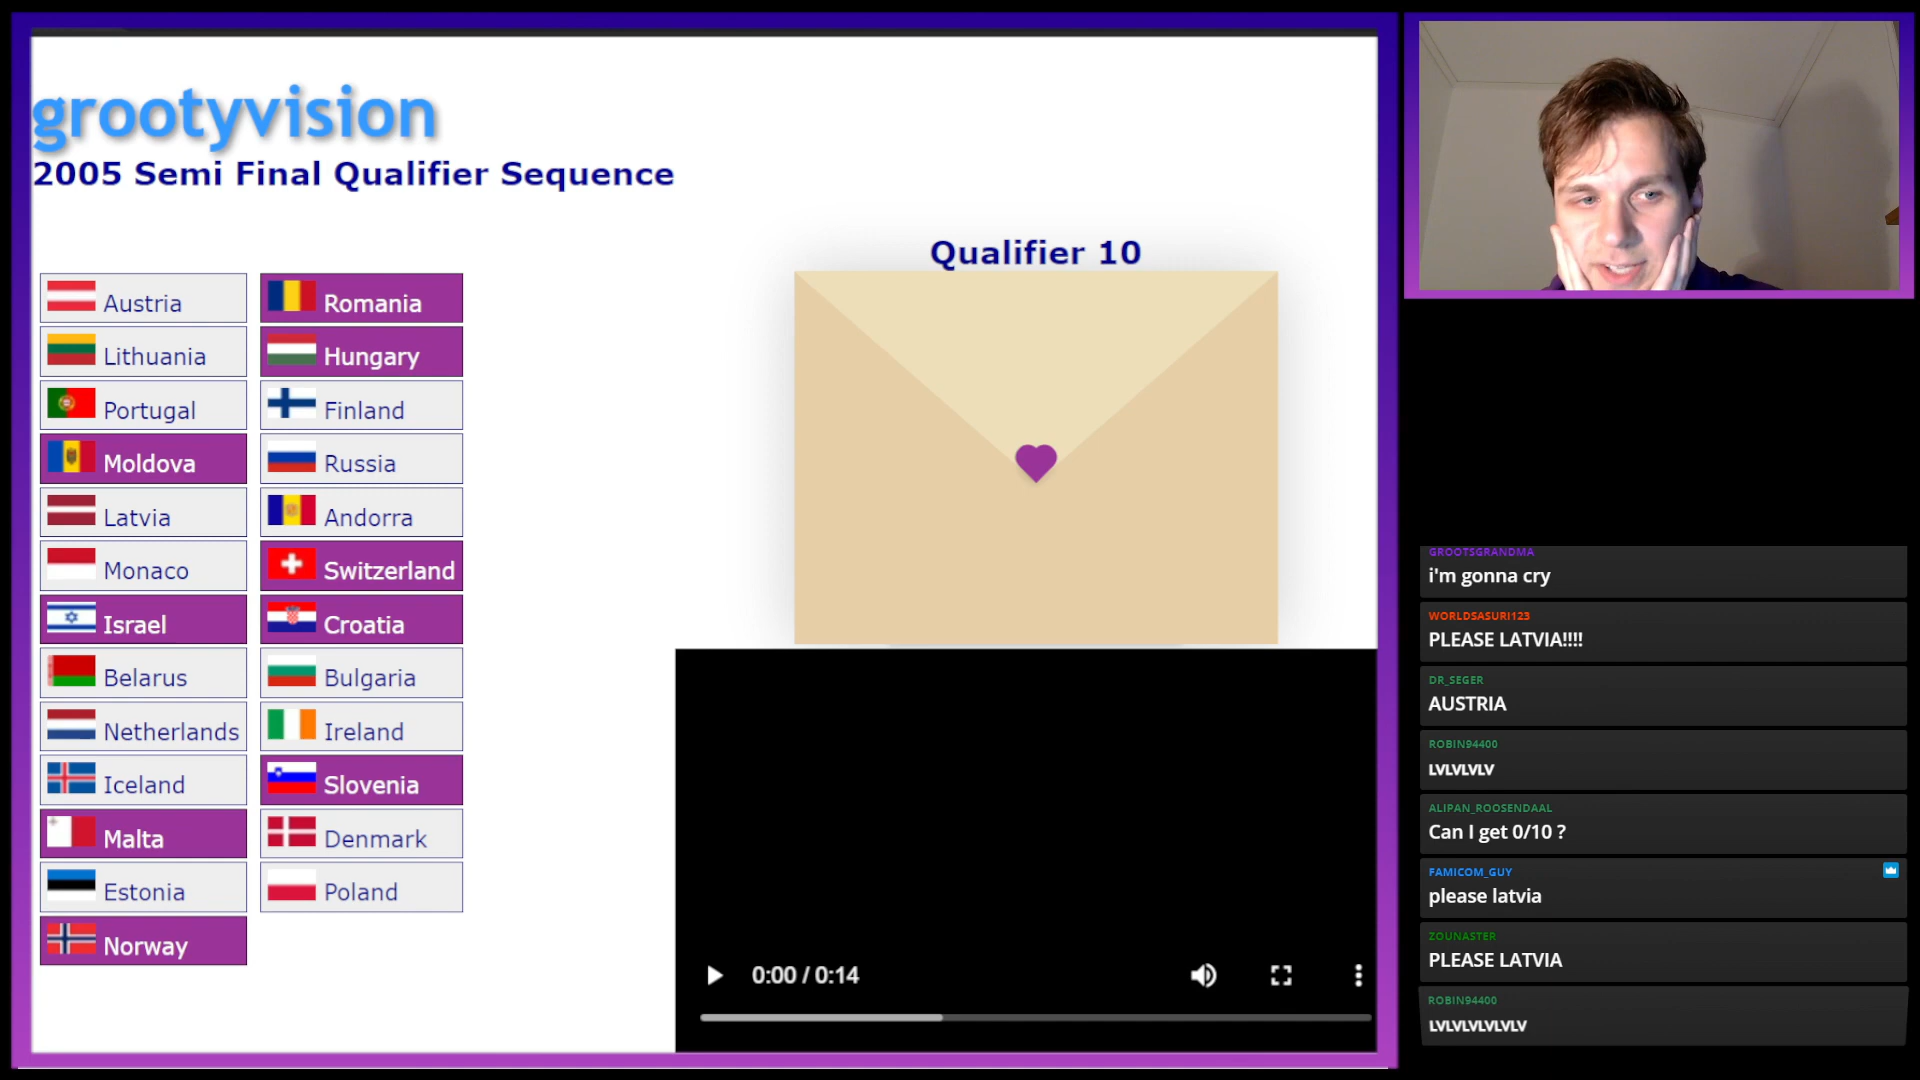 grootyvision
2005 Semi Final Qualifier Sequence
Austria
Lithuania
Portugal
Moldova
Latvia
Monaco
Israel
Belarus
Netherlands
Iceland
Malta
Estonia
Norway
Romania
Hungary
Finland
Russia
Andorra
Switzerland
Croatia
Bulgaria
Ireland
Slovenia
Denmark
Poland
Qualifier 10
0:00 / 0:14
GROOTSGRANDMA
i'm gonna cry
WORLDSASURI123
PLEASE LATVIA!!!!
DR_SEGER
AUSTRIA
ROBIN94400
LVLVLVLV
ALIPAN_ROOSENDAAL
Can I get 0/10 ?
FAMICOM_GUY
please latvia
ZOUNASTER
PLEASE LATVIA
ROBIN94400
LVLVLVLVLVLV